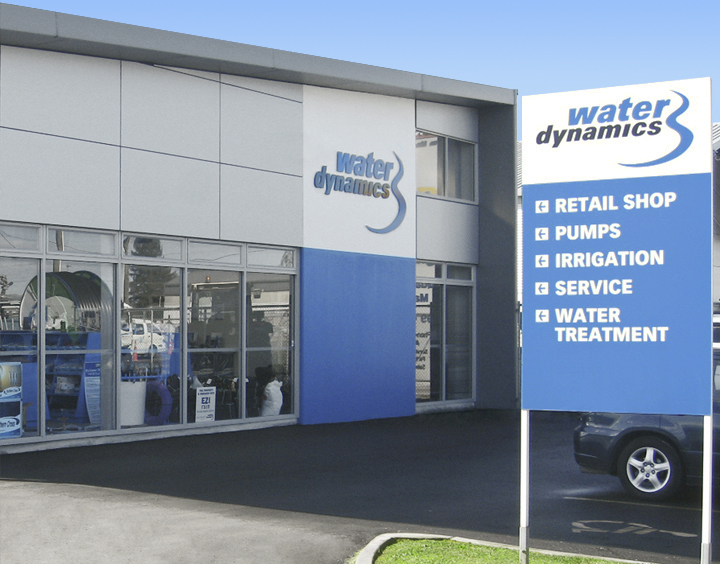 water
dynamics
water
dynamics
RETAIL SHOP
PUMPS
IRRIGATION
SERVICE
WATER
TREATMENT
EZI